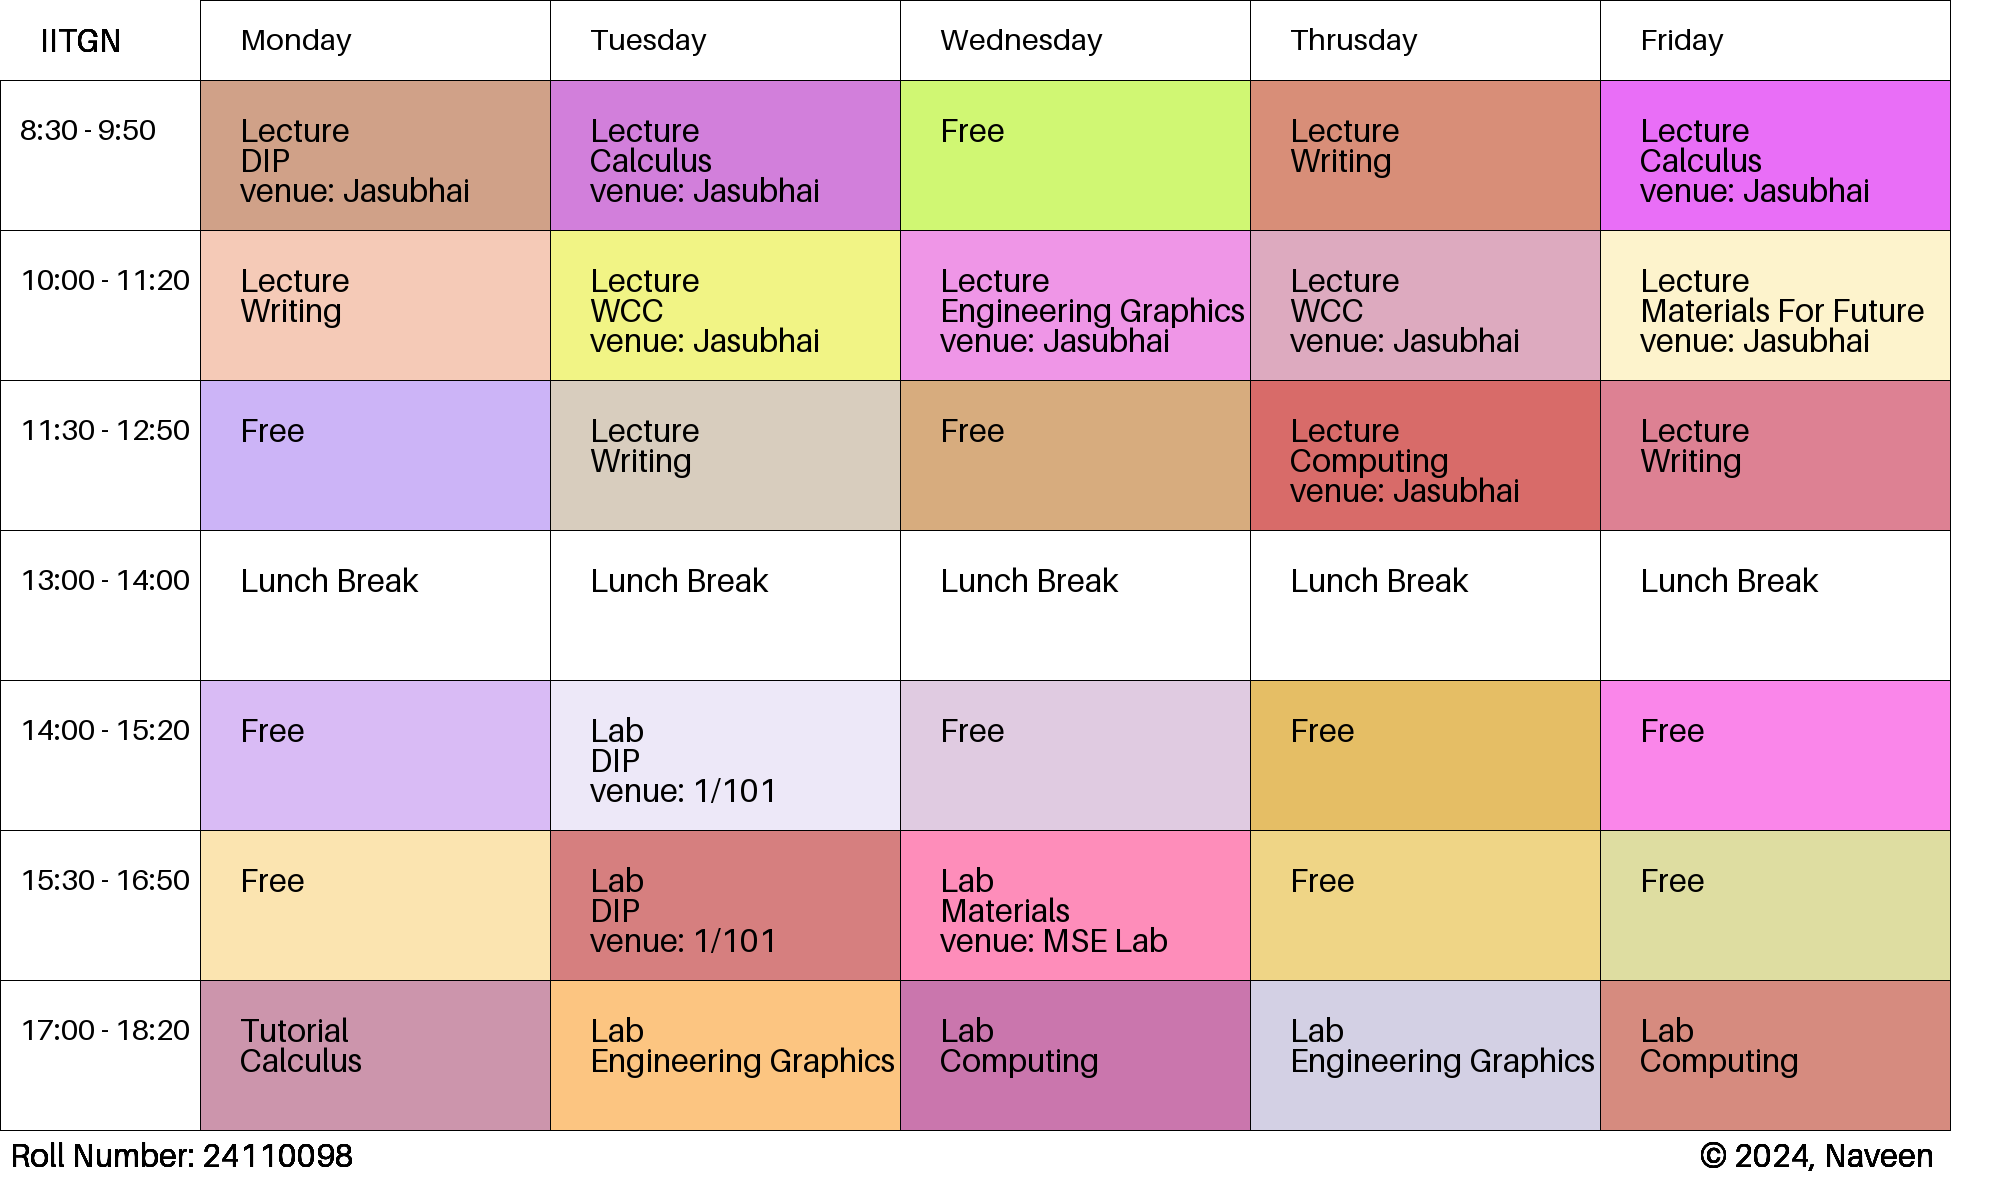 IITGN Monday Tuesday Wednesday Thrusday Friday
8:30 - 9:50
Lecture
DIP
venue: Jasubhai
Lecture
Calculus
venue: Jasubhai
Free
Lecture
Writing
Lecture
Calculus
venue: Jasubhai
10:00 - 11:20
Lecture
Writing
Lecture
WCC
venue: Jasubhai
Lecture
Engineering Graphics
venue: Jasubhai
Lecture
WCC
venue: Jasubhai
Lecture
Materials For Future
venue: Jasubhai
11:30 - 12:50
Free
Lecture
Writing
Free
Lecture
Computing
venue: Jasubhai
Lecture
Writing
13:00 - 14:00
Lunch Break
Lunch Break
Lunch Break
Lunch Break
Lunch Break
14:00 - 15:20
Free
Lab
DIP
venue: 1/101
Free
Free
Free
15:30 - 16:50
Free
Lab
DIP
venue: 1/101
Lab
Materials
venue: MSE Lab
Free
Free
17:00 - 18:20
Tutorial
Calculus
Lab
Engineering Graphics
Lab
Computing
Lab
Engineering Graphics
Lab
Computing
Roll Number: 24110098
© 2024, Naveen